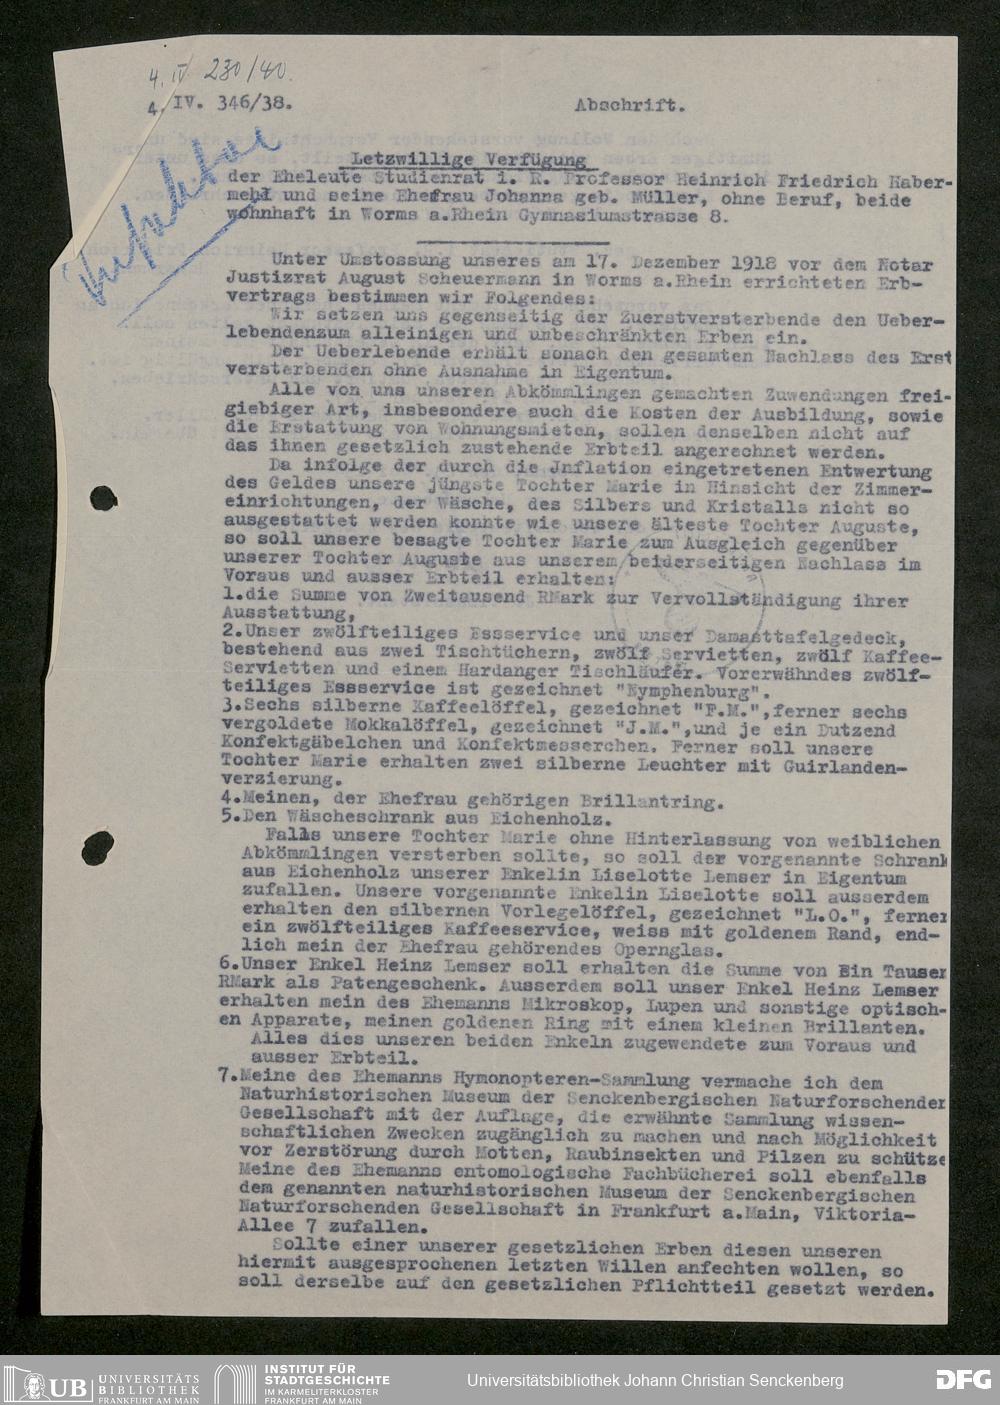 4. IV 230/40.
4. IV. 346/38.
Abschrift.
Letzwillige Verfügung
der Eheleute Studienrat i. R. Professor Heinrich Friedrich Haber-
mehl und seine Ehefrau Johanna geb. Müller, ohne Beruf, beide
wohnhaft in Worms a.Rhein Gymnasiumstrasse 8.
Unter Umstossung unseres am 17. Dezember 1918 vor dem Notar
Justizrat August Scheuermann in Worms a.Rhein errichteten Erb-
vertrags bestimmen wir Folgendes:
Wir setzen uns gegenseitig der Zuerstversterbende den Ueber-
lebendenzum alleinigen und unbeschränkten Erben ein.
Der Ueberlebende erhält sonach den gesamten Nachlass des Erst
versterbenden ohne Ausnahme in Eigentum.
Alle von uns unseren Abkömmlingen gemachten Zuwendungen frei-
giebiger Art, insbesondere auch die Kosten der Ausbildung, sowie
die Erstattung von Wohnungsmieten, sollen denselben nicht auf
das ihnen gesetzlich zustehende Erbteil angerechnet werden.
Da infolge der durch die Jnflation eingetretenen Entwertung
des Geldes unsere jüngste Tochter Marie in Hinsicht der Zimmer-
einrichtungen, der Wäsche, des Silbers und Kristalls nicht so
ausgestattet werden konnte wie unsere älteste Tochter Auguste,
so soll unsere besagte Tochter Marie zum Ausgleich gegenüber
unserer Tochter Auguste aus unserem beiderseitigen Nachlass im
Voraus und ausser Erbteil erhalten:
1.die Summe von Zweitausend RMark zur Vervollständigung ihrer
Ausstattung,
2.Unser zwölfteiliges Essservice und unser Damasttafelgedeck,
bestehend aus zwei Tischtüchern, zwölf Servietten, zwölf Kaffee-
Servietten und einem Hardanger Tischläufer. Vorerwähndes zwölf-
teiliges Essservice ist gezeichnet "Nymphenburg".
3.Sechs silberne Kaffeelöffel, gezeichnet "F.M.",ferner sechs
vergoldete Mokkalöffel, gezeichnet "J.M.",und je ein Dutzend
Konfektgäbelchen und Konfektmesserchen. Ferner soll unsere
Tochter Marie erhalten zwei silberne Leuchter mit Guirlanden-
verzierung.
4.Meinen, der Ehefrau gehörigen Brillantring.
5.Den Wäscheschrank aus Eichenholz.
Falls unsere Tochter Marie ohne Hinterlassung von weiblichen
Abkömmlingen versterben sollte, so soll der vorgenannte Schrank
aus Eichenholz unserer Enkelin Liselotte Lemser in Eigentum
zufallen. Unsere vorgenannte Enkelin Liselotte soll ausserdem
erhalten den silbernen Vorlegelöffel, gezeichnet "L.O.", ferner
ein zwölfteiliges Kaffeeservice, weiss mit goldenem Rand, end-
lich mein der Ehefrau gehörendes Opernglas.
6.Unser Enkel Heinz Lemser soll erhalten die Summe von Ein Tausen
RMark als Patengeschenk. Ausserdem soll unser Enkel Heinz Lemser
erhalten mein des Ehemanns Mikroskop, Lupen und sonstige optisch-
en Apparate, meinen goldenen Ring mit einem kleinen Brillanten.
Alles dies unseren beiden Enkeln zugewendete zum Voraus und
ausser Erbteil.
7.Meine des Ehemanns Hymonopteren-Sammlung vermache ich dem
Naturhistorischen Museum der Senckenbergischen Naturforschender
Gesellschaft mit der Auflage, die erwähnte Sammlung wissen-
schaftlichen Zwecken zugänglich zu machen und nach Möglichkeit
vor Zerstörung durch Motten, Raubinsekten und Pilzen zu schütze
Meine des Ehemanns entomologische Fachbücherei soll ebenfalls
dem genannten naturhistorischen Museum der Senckenbergischen
Naturforschenden Gesellschaft in Frankfurt a.Main, Viktoria-
Allee 7 zufallen.
Sollte einer unserer gesetzlichen Erben diesen unseren
hiermit ausgesprochenen letzten Willen anfechten wollen, so
soll derselbe auf den gesetzlichen Pflichtteil gesetzt werden.
UB UNIVERSITÄTS
BIBLIOTHEK
FRANKFURT AM MAIN
INSTITUT FÜR
STADTGESCHICHTE
IM KARMELITERKLOSTER
FRANKFURT AM MAIN
Universitätsbibliothek Johann Christian Senckenberg
DFG